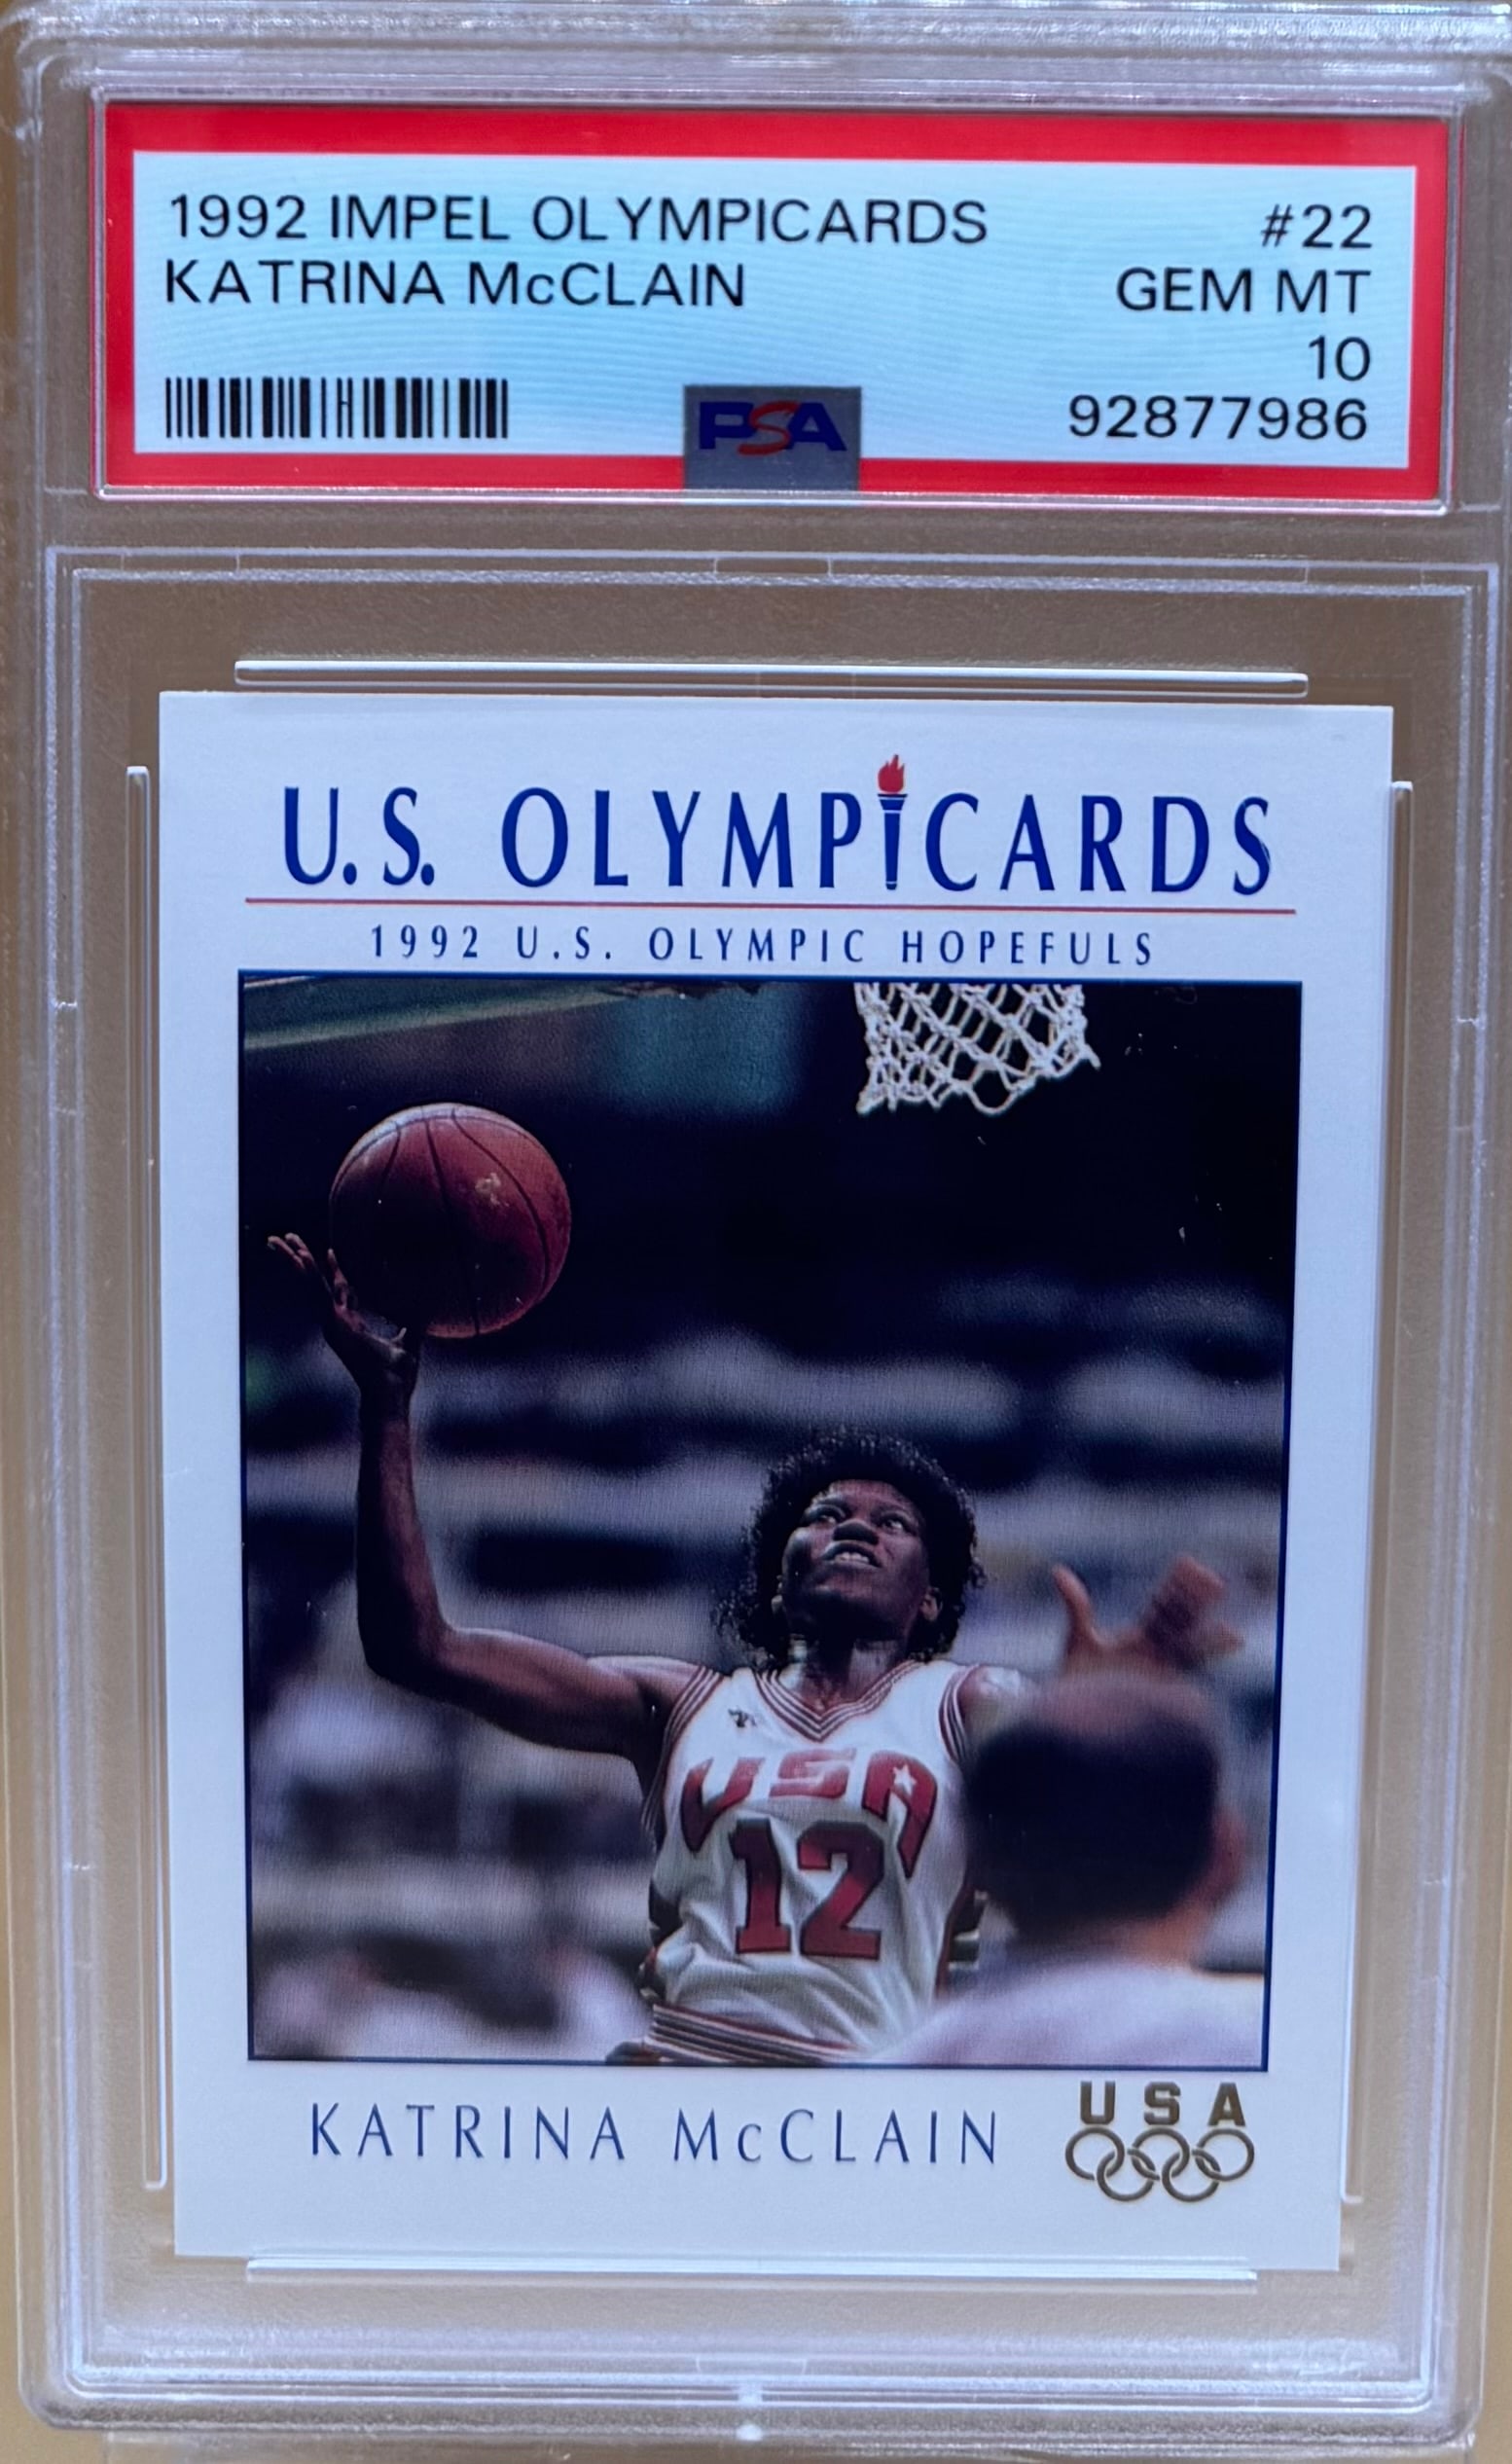 1992 IMPEL OLYMPICARDS #22
KATRINA McCLAIN GEM MT
10
PSA 92877986
U.S. OLYMPICARDS
1992 U.S. OLYMPIC HOPEFULS
USA
12
KATRINA McCLAIN
USA